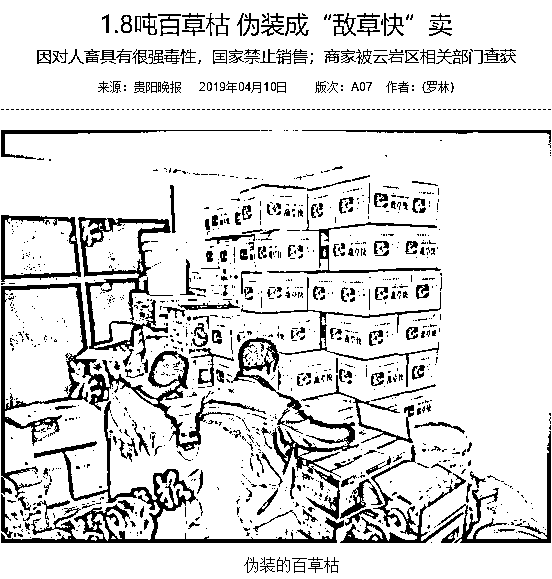 1.8吨百草枯 伪装成“敌草快”卖
因对人畜具有很强毒性，国家禁止销售；商家被云岩区相关部门查获
来源：贵阳晚报 2019年04月10日 版次：A07 作者：(罗林)
伪装的百草枯